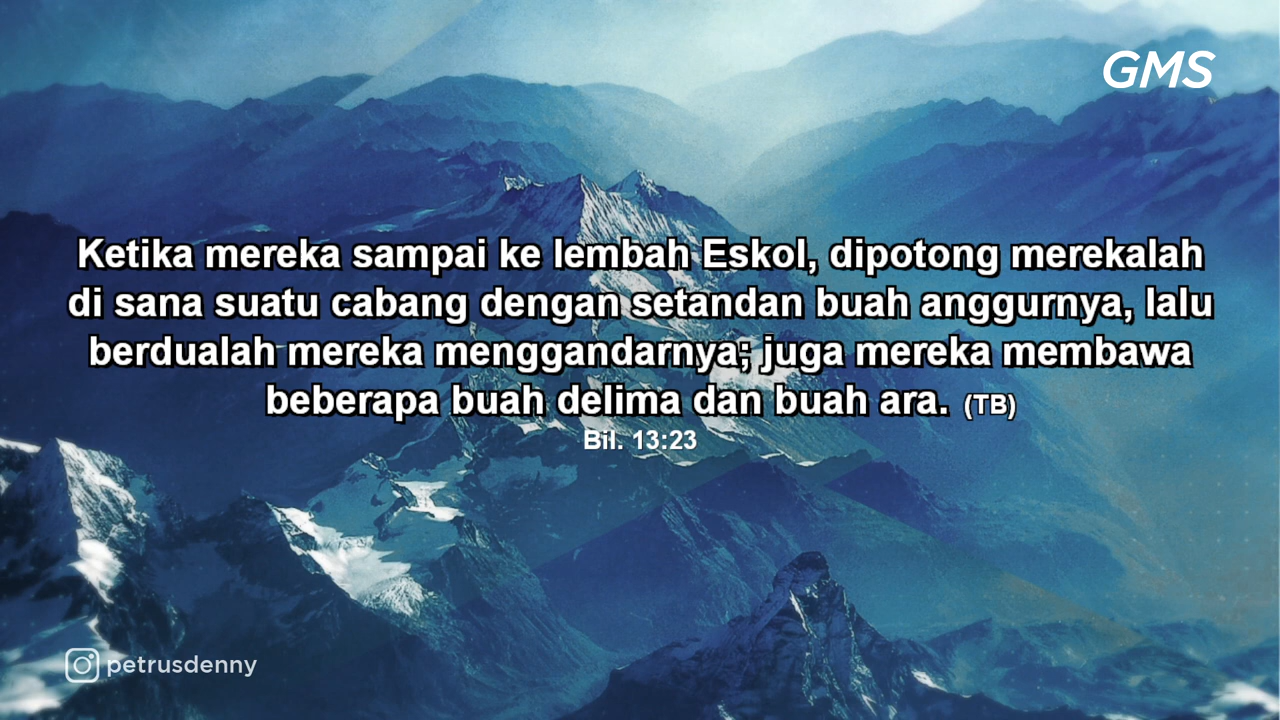 GMS
Ketika mereka sampai ke lembah Eskol, dipotong merekalah
di sana suatu cabang dengan setandan buah anggurnya, lalu
berdualah mereka menggandarnya; juga mereka membawa
beberapa buah delima dan buah ara. (TB)
Bil. 13:23
petrusdenny